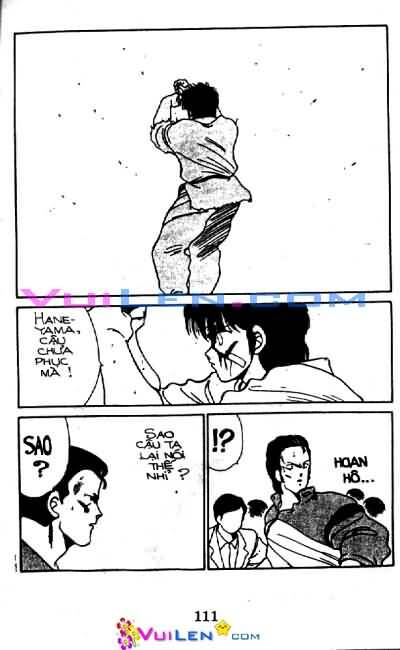 VuiLen.com
HANE-
YAMA,
CẬU
CHƯA
PHỤC
MÀ!
SAO
?
SAO
CẬU TA
LẠI NÓI
THẾ
NHỈ?
!?
HOAN
HÔ...
111
VuiLen.com